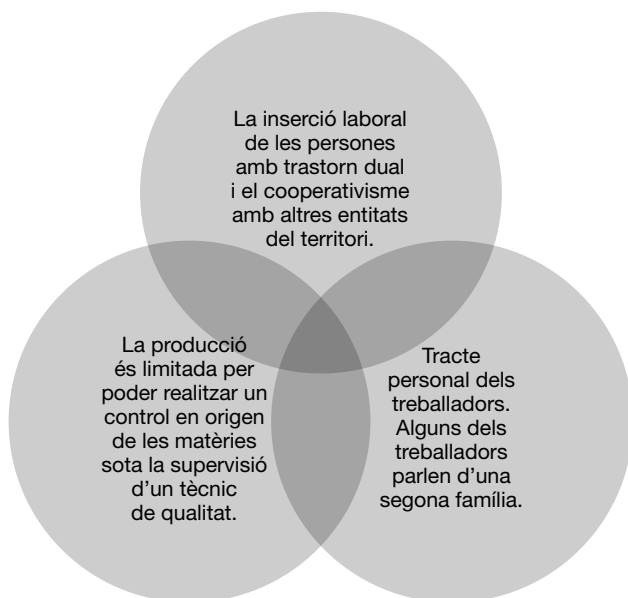 La inserció laboral
de les persones
amb trastorn dual
i el cooperativisme
amb altres entitats
del territori.
La producció
és limitada per
poder realitzar un
control en origen
de les matèries
sota la supervisió
d’un tècnic
de qualitat.
Tracte
personal dels
treballadors.
Alguns dels
treballadors
parlen d’una
segona família.